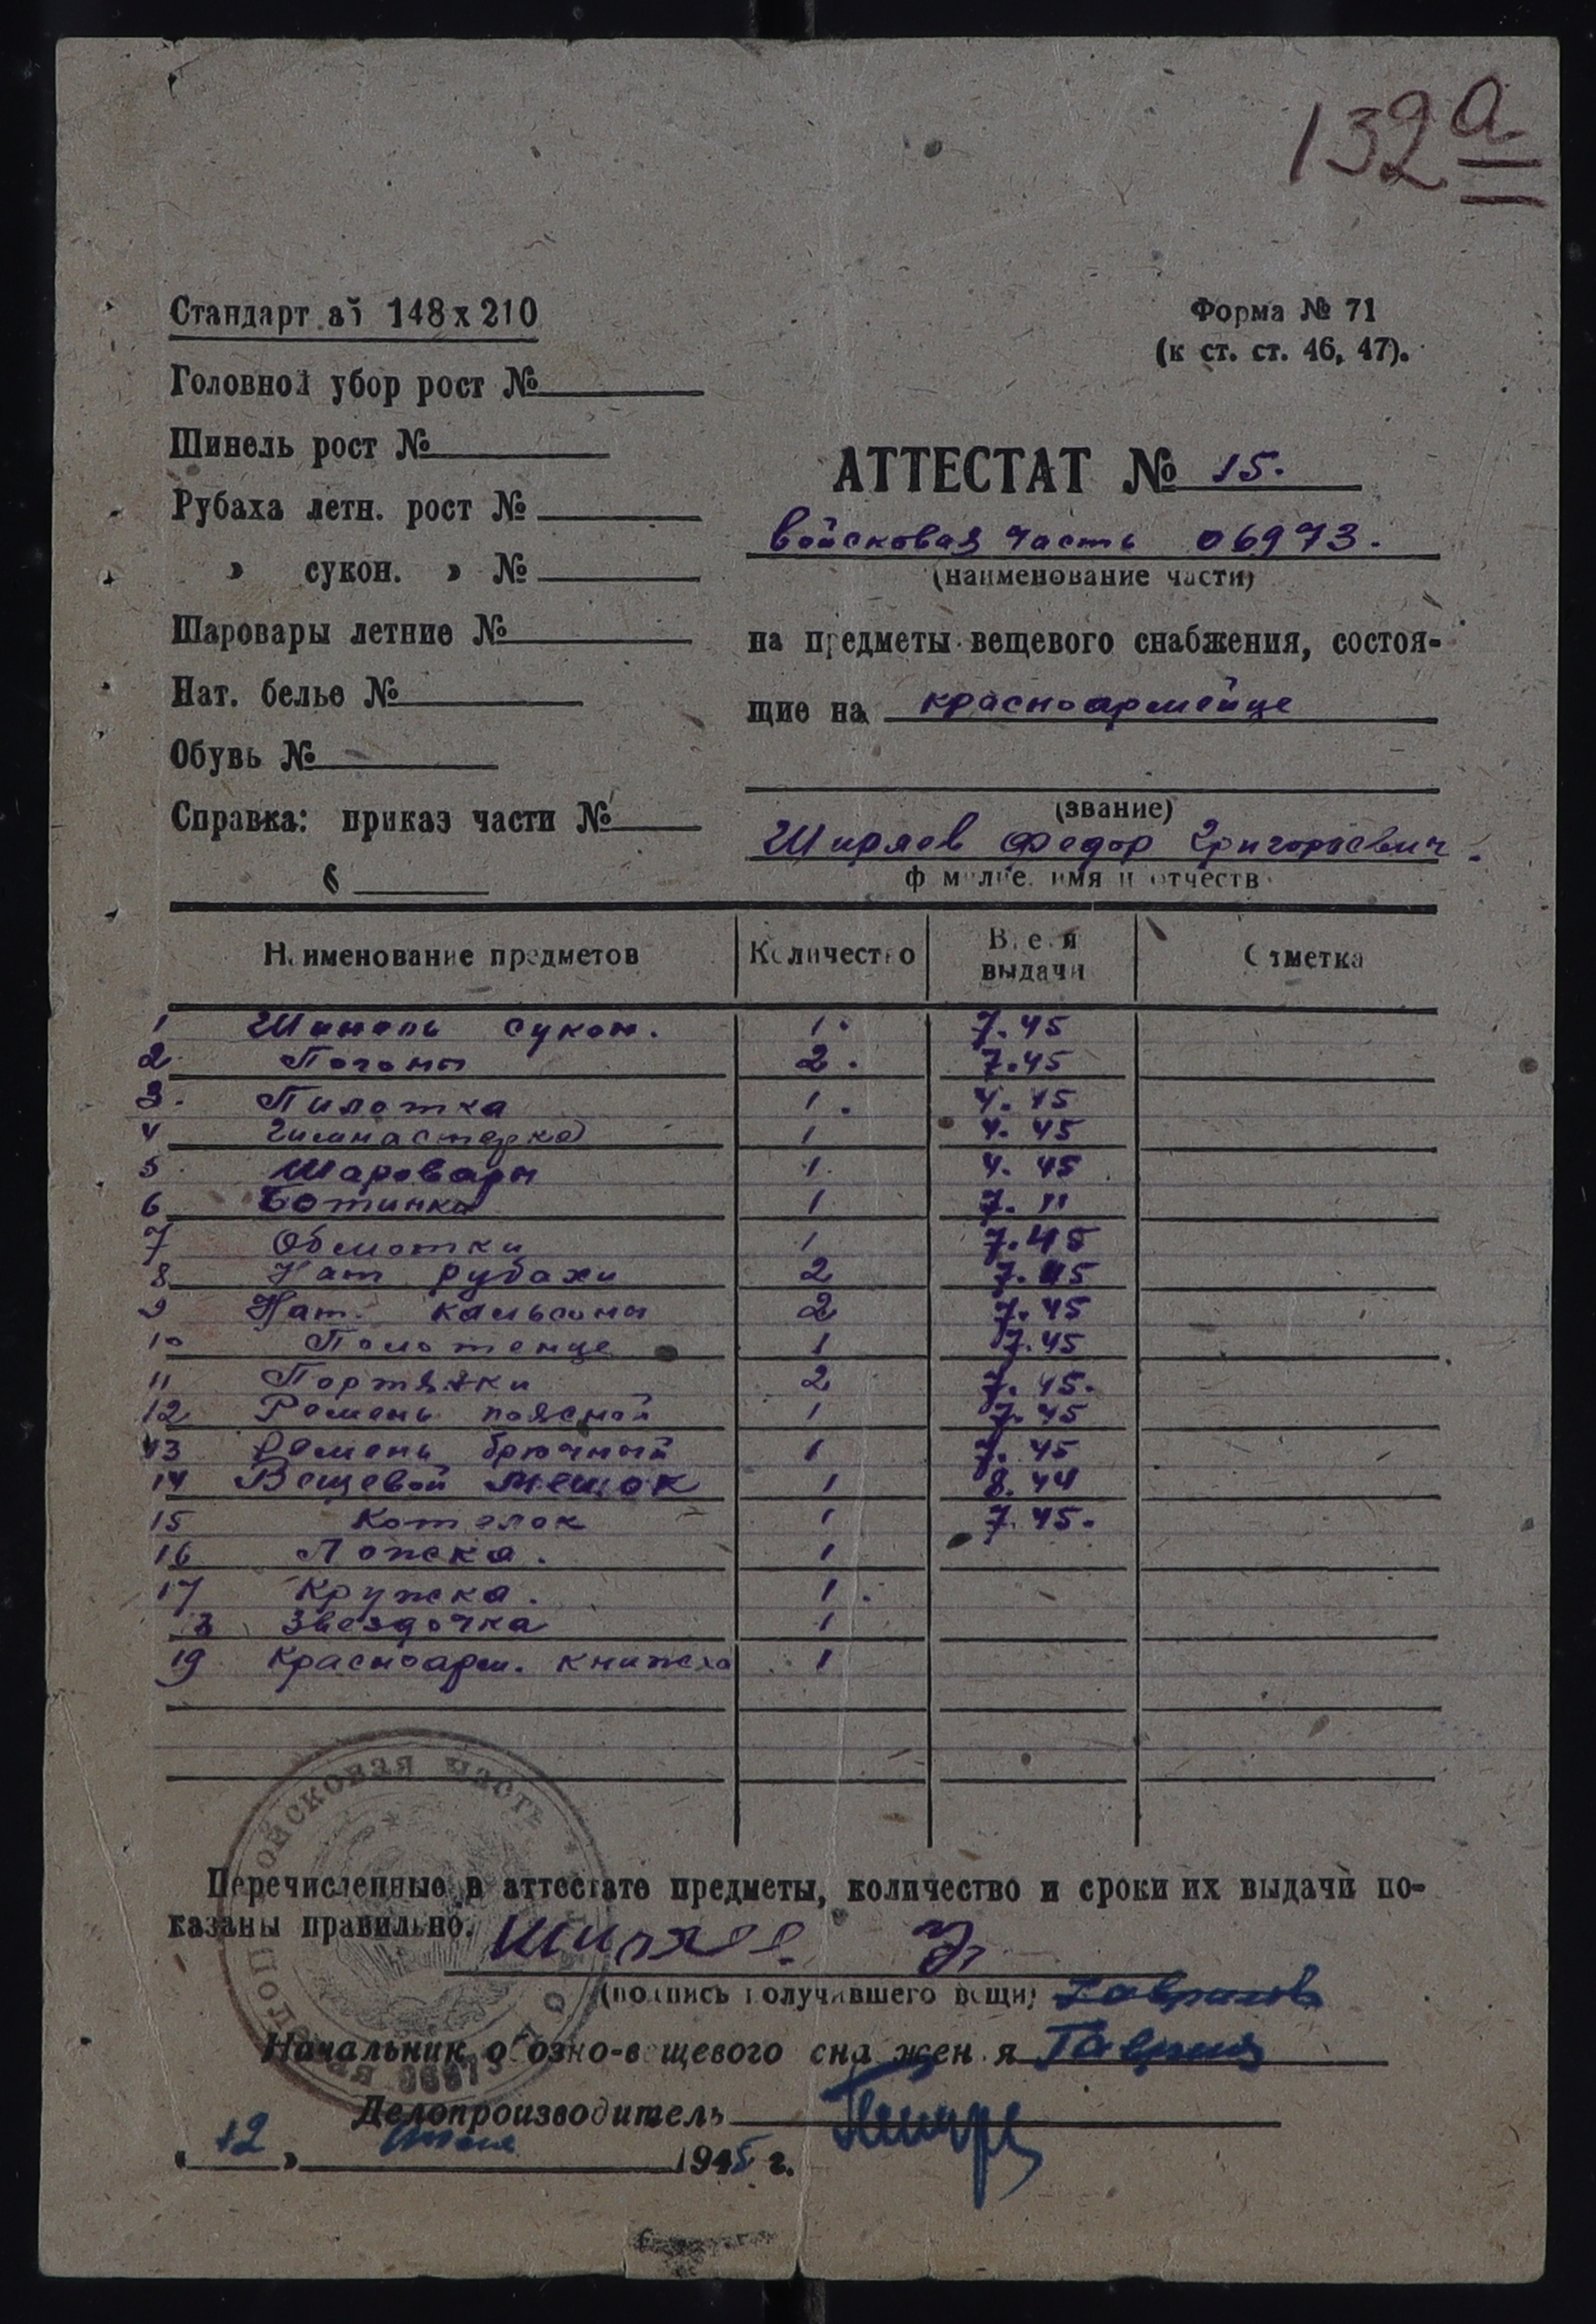 132а
Стандарт а5 148х210
Форма № 71
(к ст. ст. 46, 47).
Головной убор рост №
Шинель рост №
Рубаха летн. рост №
» сукон. » №
Шаровары летние №
Нат. белье №
Обувь №
Справка: приказ части №
АТТЕСТАТ № 15.
войсковая часть 06973.
(наименование части)
на предметы вещевого снабжения, состоя-
щие на красноармейце
(звание)
Ширяев Федор Григорьевич.
фамилие, имя и отчеств
Наименование предметов Количество Время выдачи Отметка
1 Шинель сукон. 1. 7.45
2 Погоны 2. 7.45
3. Пилотка 1. 4.45
4 Гимнастерка 1 4.45
5 Шаровары 1. 4.45
6 Ботинки 1 7. "
7 Обмотки 1 7.45
8 Нат рубахи 2 7.45
9 Нат. кальсоны 2 7.45
10 Полотенце 1 7.45
11 Портянки 2 7.45.
12 Ремень поясной 1 7.45
13 Ремень брючный 1 7.45
14 Вещевой мешок 1 8.44
15 Котелок 1 7.45.
16 Ложка. 1
17 Кружка. 1.
Звездочка 1
19 Красноарм. книжка 1
войсковая часть
Перечисленные в аттестате предметы, количество и сроки их выдачи по-
казаны правильно.
(подпись получившего вещи)
Начальник обозно-вещевого снабжения
Делопроизводитель
« 12 » 1945 г.